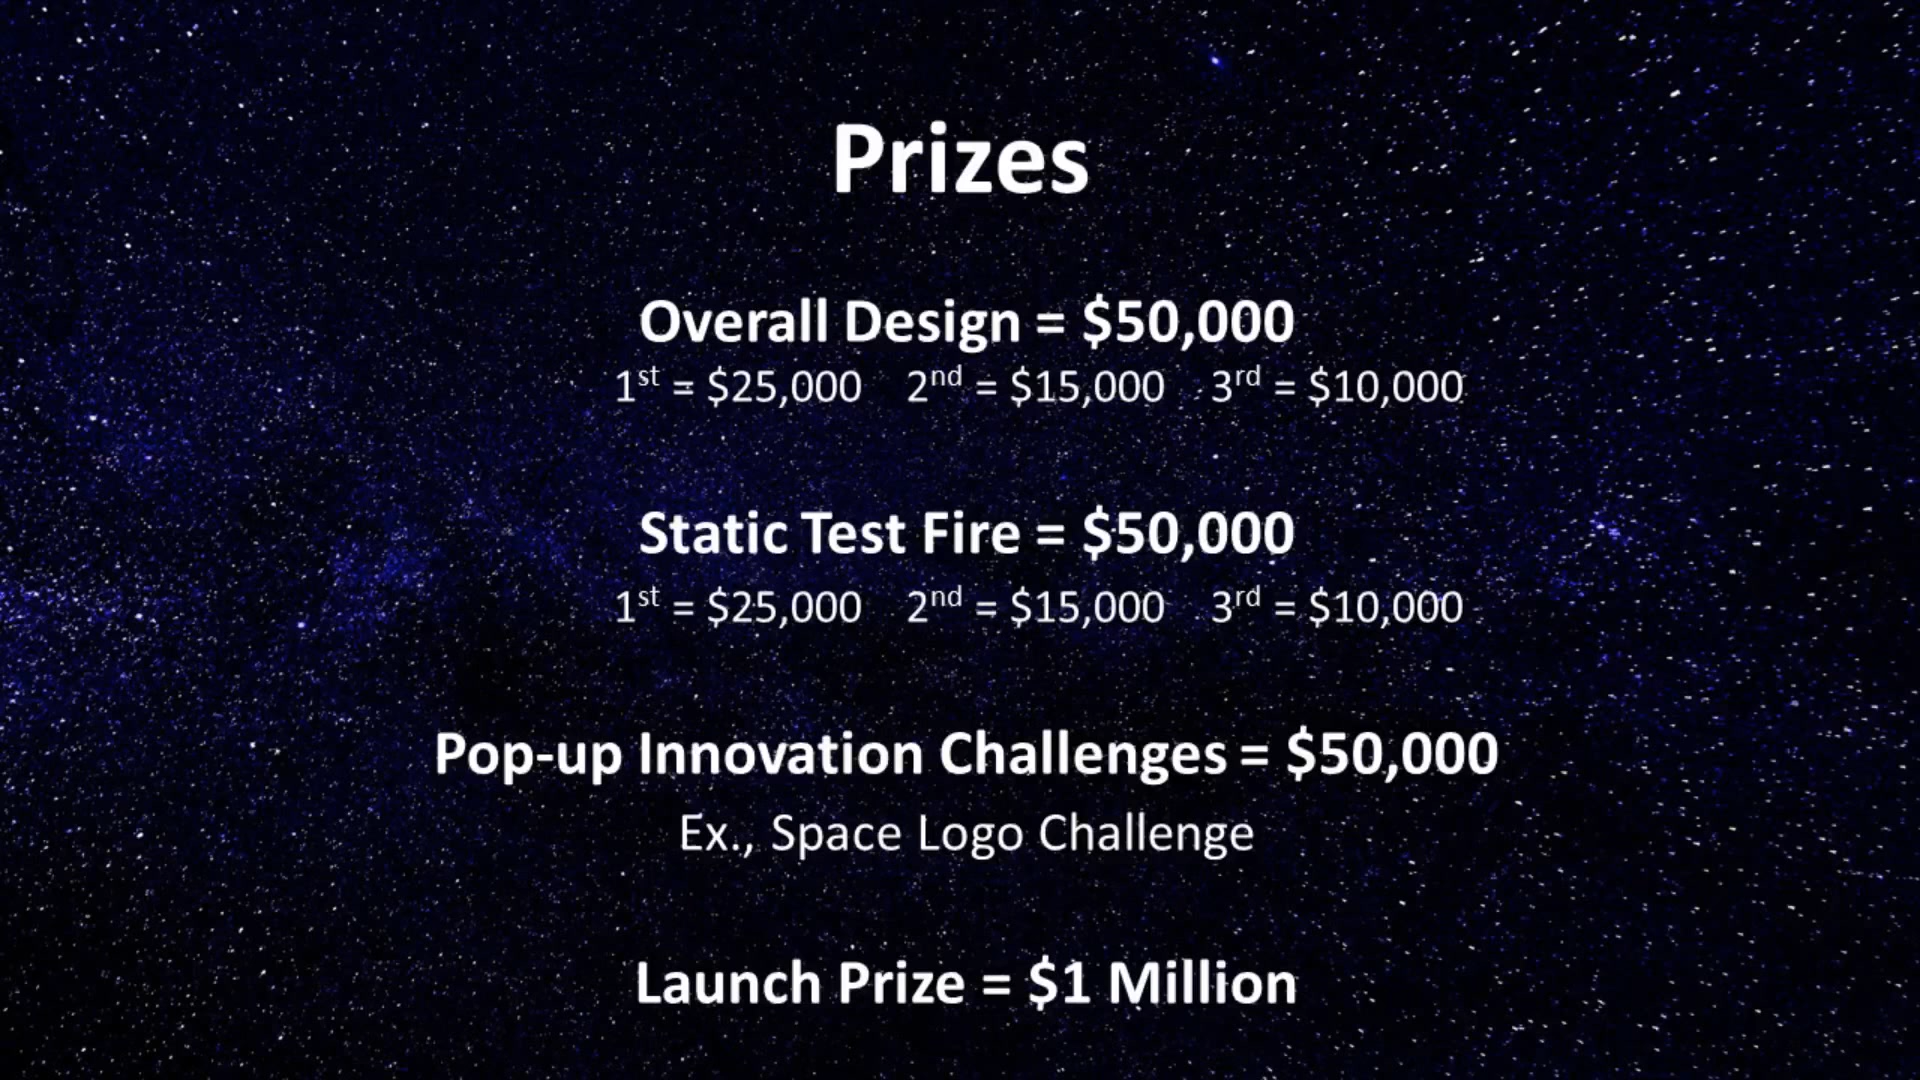 Prizes
Overall Design = $50,000
1st = $25,000 2nd = $15,000 3rd = $10,000
Static Test Fire = $50,000
1st = $25,000 2nd = $15,000 3rd = $10,000
Pop-up Innovation Challenges = $50,000
Ex., Space Logo Challenge
Launch Prize = $1 Million